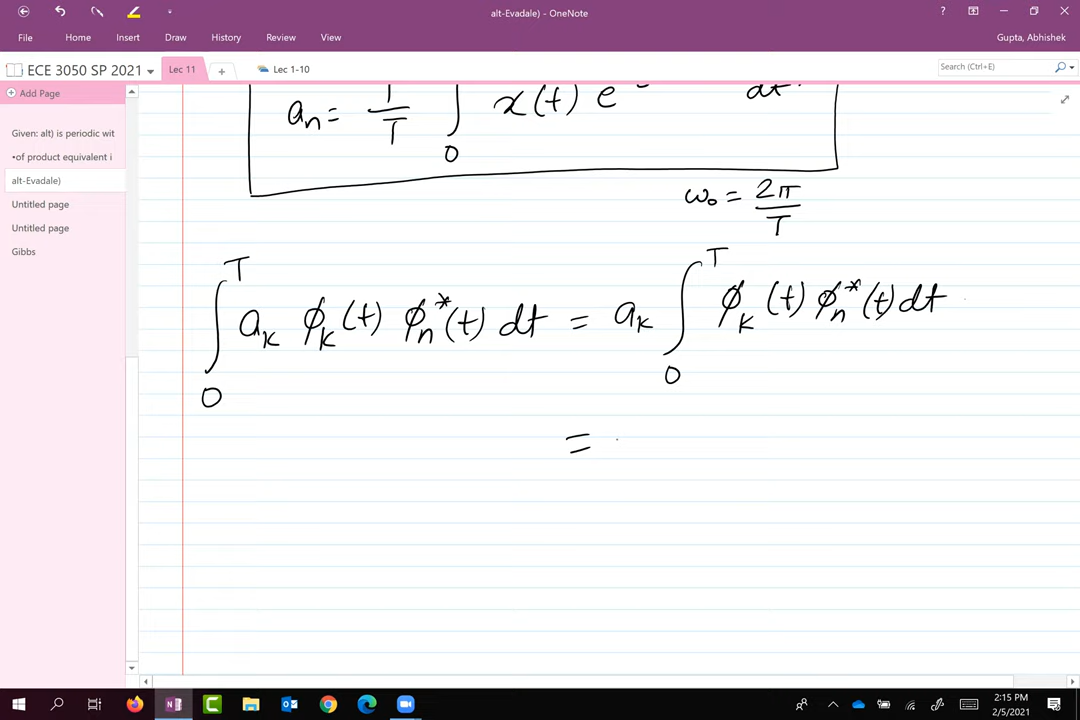 alt-Evadale) - OneNote
?
File Home Insert Draw History Review View Gupta, Abhishek
ECE 3050 SP 2021 Lec 11 + Lec 1-10 Search (Ctrl+E)
Add Page
Given: alt) is periodic wit
•of product equivalent i
alt-Evadale)
Untitled page
Untitled page
Gibbs
aₙ = 1/T ∫₀ x(t) e⁻ dt.
ω₀ = 2π/T
∫₀ᵀ aₖ ϕₖ(t) ϕₙ*(t) dt = aₖ ∫₀ᵀ ϕₖ(t) ϕₙ*(t) dt
=
2:15 PM
2/5/2021